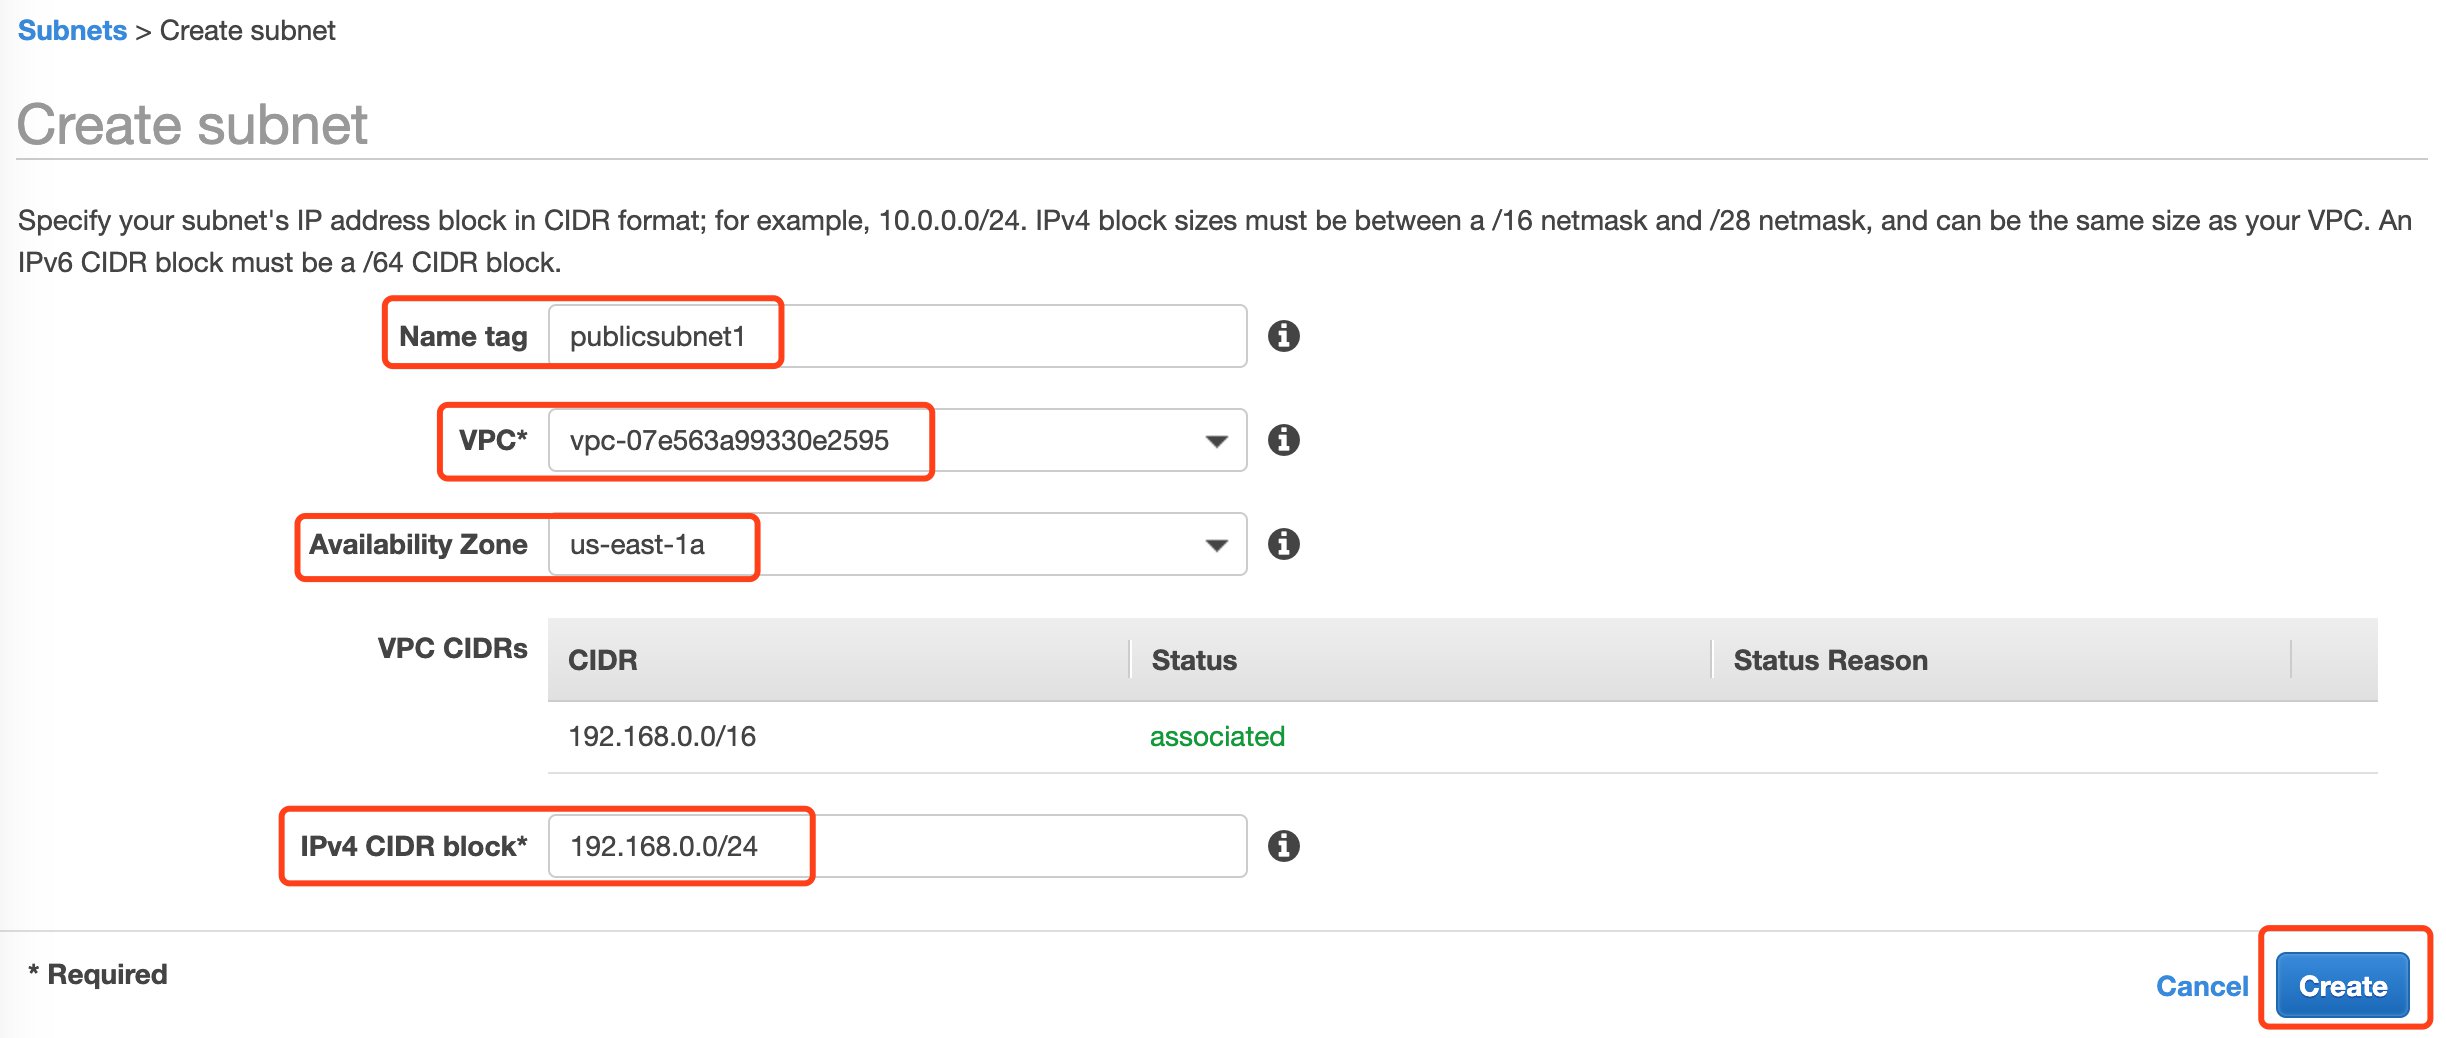 Subnets > Create subnet
Create subnet
Specify your subnet's IP address block in CIDR format; for example, 10.0.0.0/24. IPv4 block sizes must be between a /16 netmask and /28 netmask, and can be the same size as your VPC. An
IPv6 CIDR block must be a /64 CIDR block.
Name tag publicsubnet1
VPC* vpc-07e563a99330e2595
Availability Zone us-east-1a
VPC CIDRs CIDR Status Status Reason
192.168.0.0/16 associated
IPv4 CIDR block* 192.168.0.0/24
* Required Cancel Create